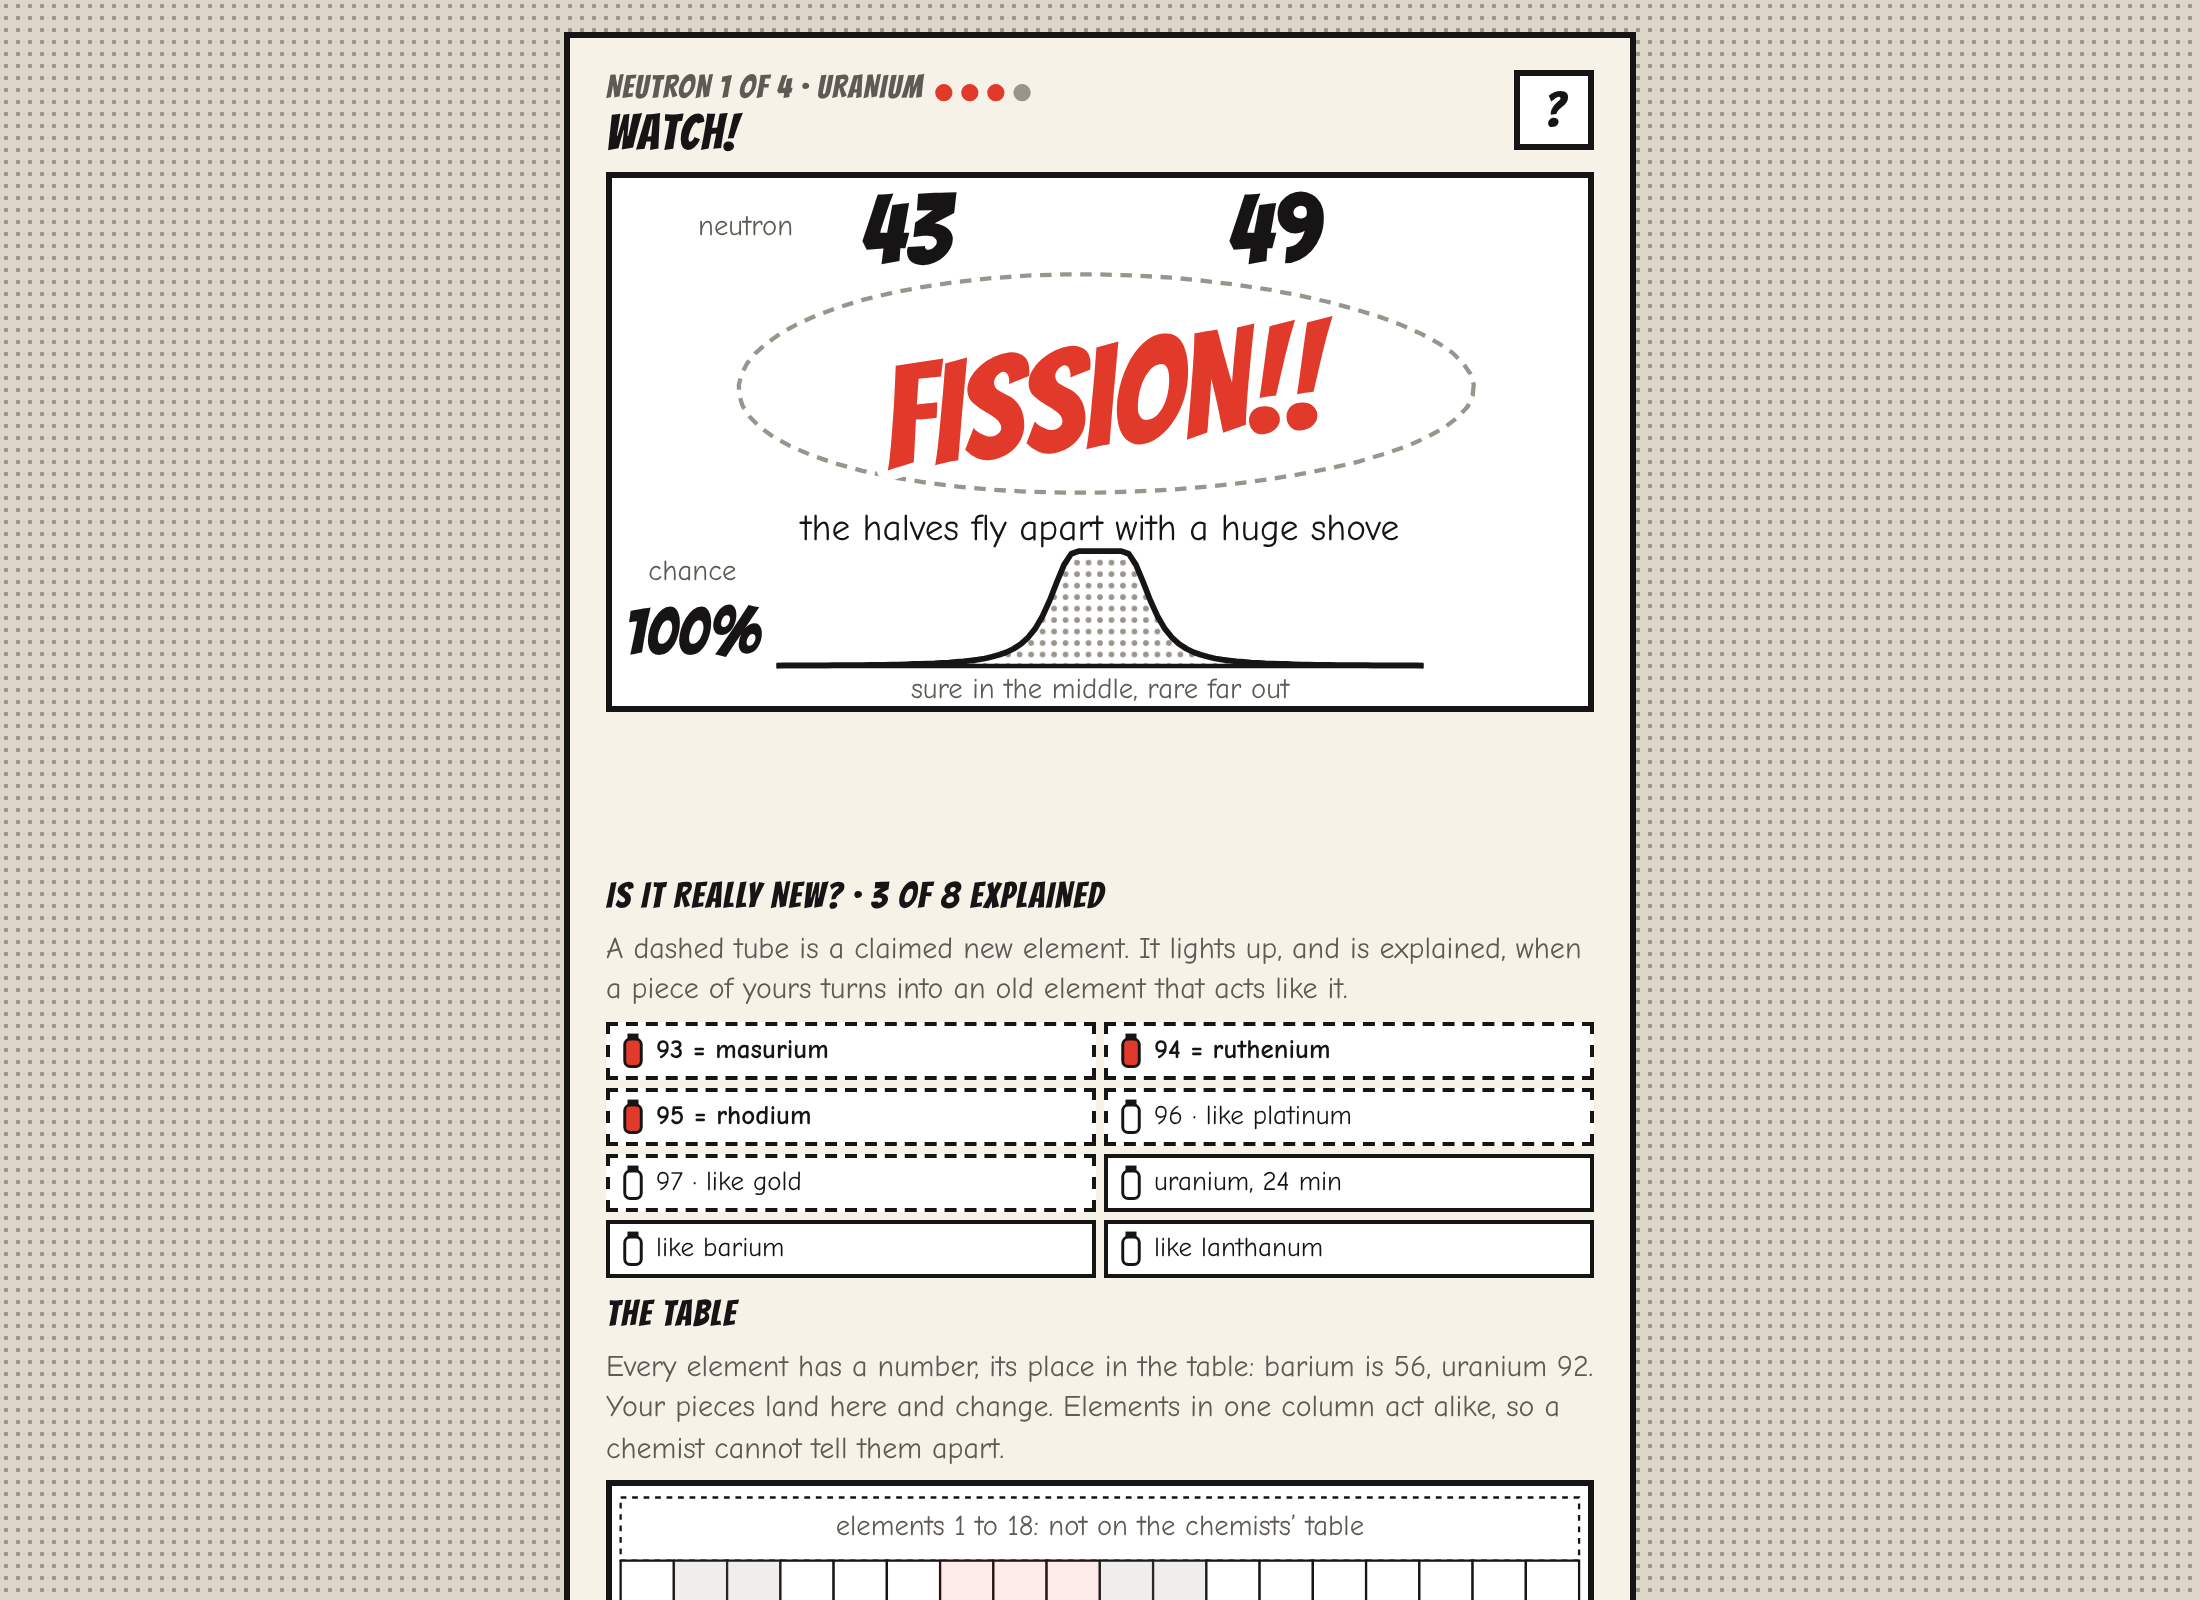 NEUTRON 1 OF 4 · URANIUM
WATCH!
?
neutron
43
49
FISSION!!
the halves fly apart with a huge shove
chance
100%
sure in the middle, rare far out
IS IT REALLY NEW? · 3 OF 8 EXPLAINED
A dashed tube is a claimed new element. It lights up, and is explained, when
a piece of yours turns into an old element that acts like it.
93 = masurium
94 = ruthenium
95 = rhodium
96 · like platinum
97 · like gold
uranium, 24 min
like barium
like lanthanum
THE TABLE
Every element has a number, its place in the table: barium is 56, uranium 92.
Your pieces land here and change. Elements in one column act alike, so a
chemist cannot tell them apart.
elements 1 to 18: not on the chemists’ table